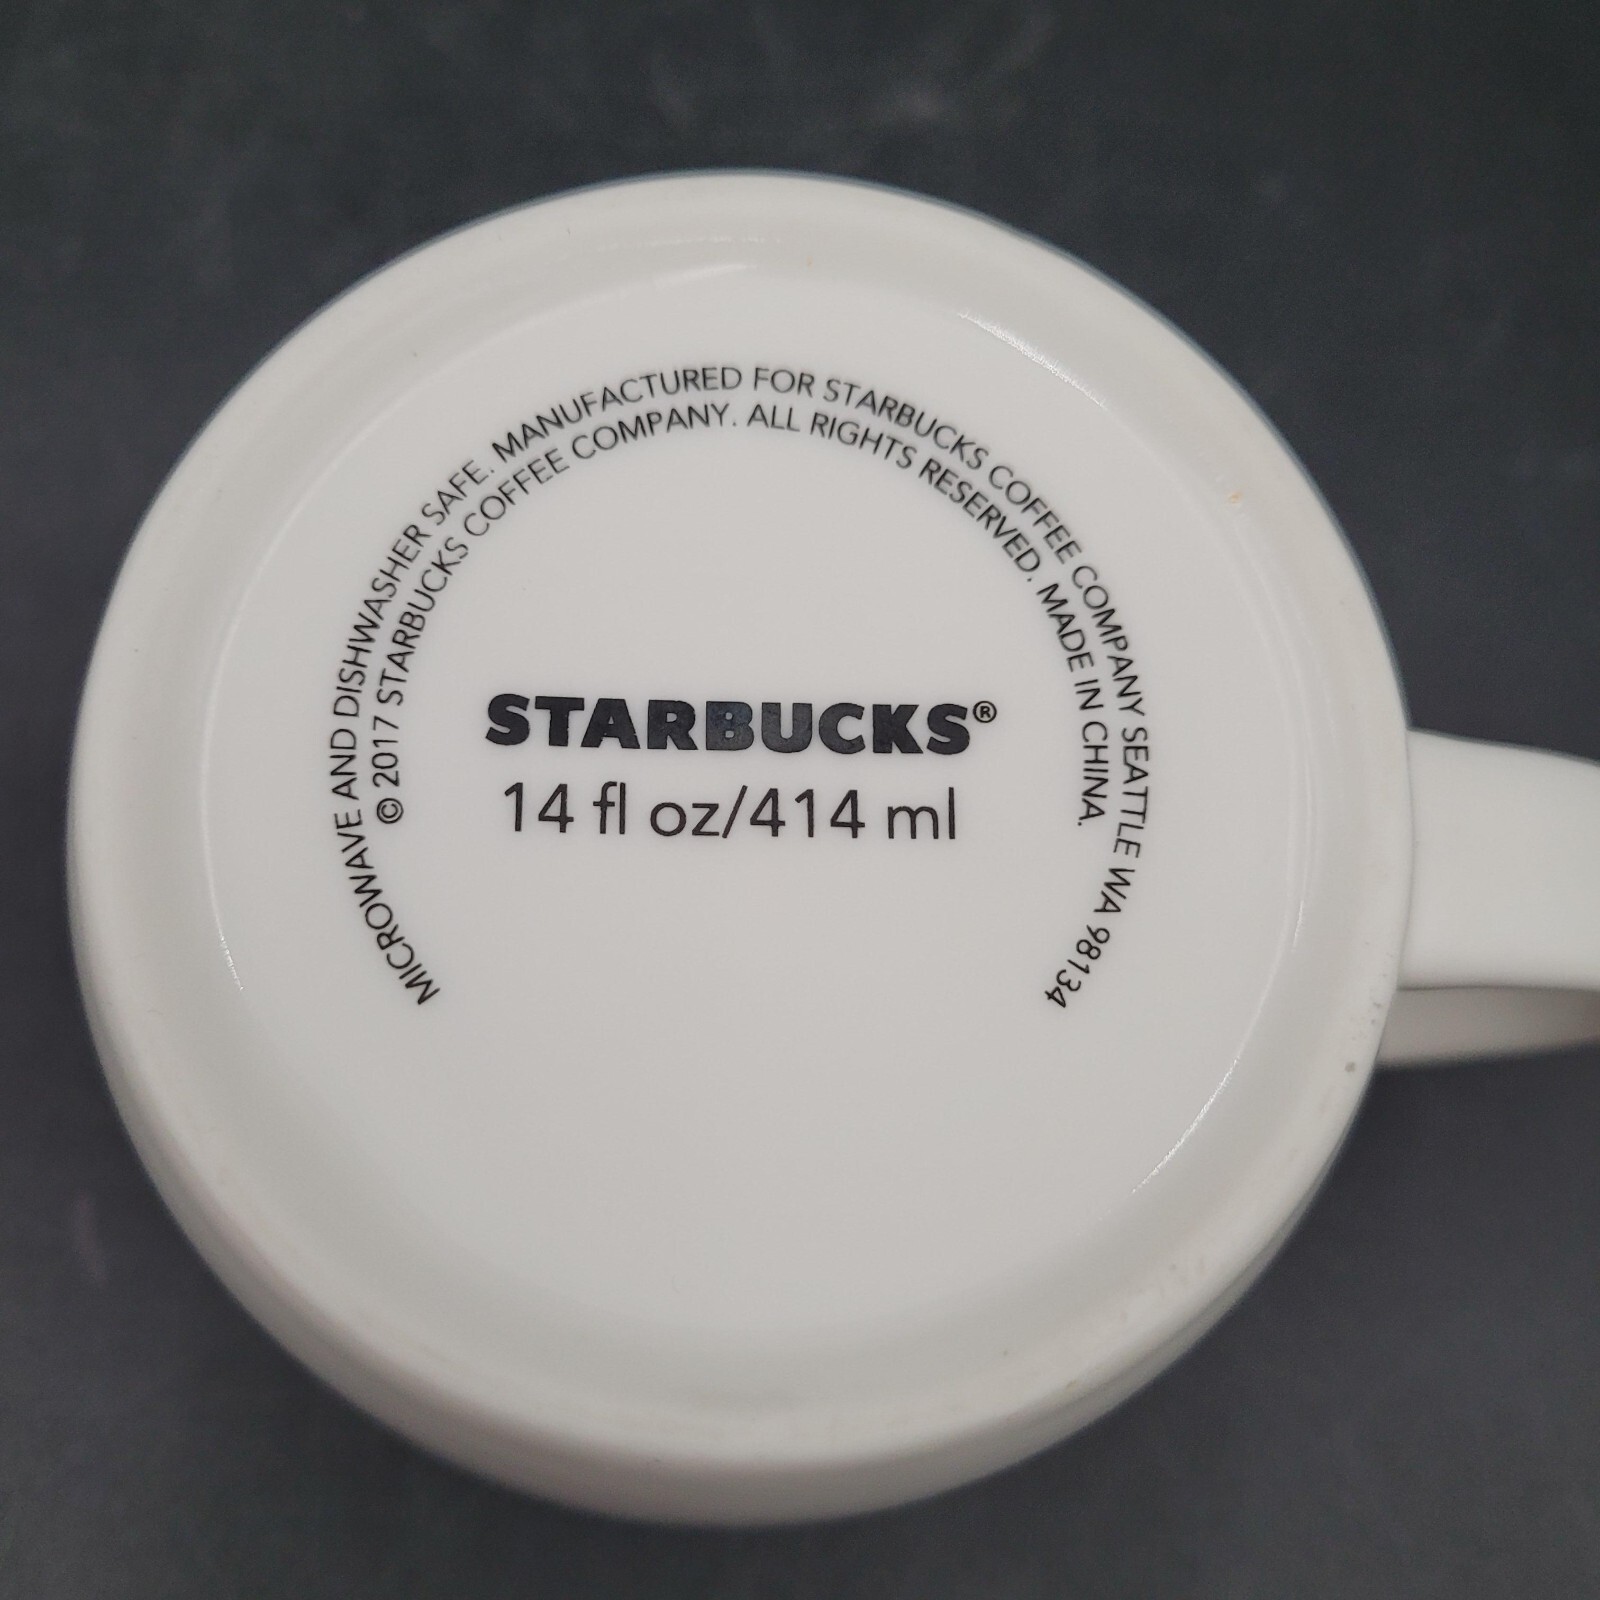 MICROWAVE AND DISHWASHER SAFE. MANUFACTURED FOR STARBUCKS COFFEE COMPANY SEATTLE WA 98134
© 2017 STARBUCKS COFFEE COMPANY. ALL RIGHTS RESERVED. MADE IN CHINA.
STARBUCKS®
14 fl oz/414 ml